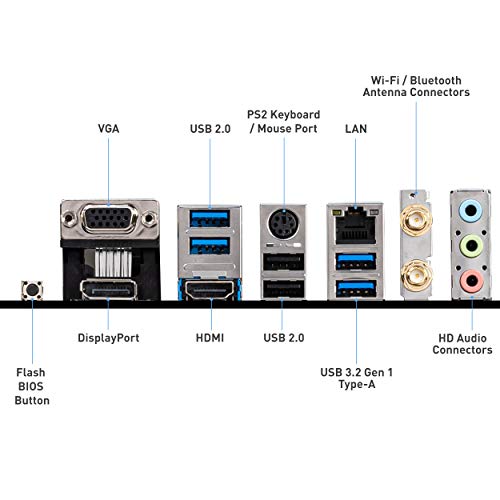 Wi-Fi / Bluetooth
Antenna Connectors
PS2 Keyboard
/ Mouse Port
VGA
USB 2.0
LAN
DisplayPort
HDMI
USB 2.0
HD Audio
Connectors
Flash
BIOS
Button
USB 3.2 Gen 1
Type-A